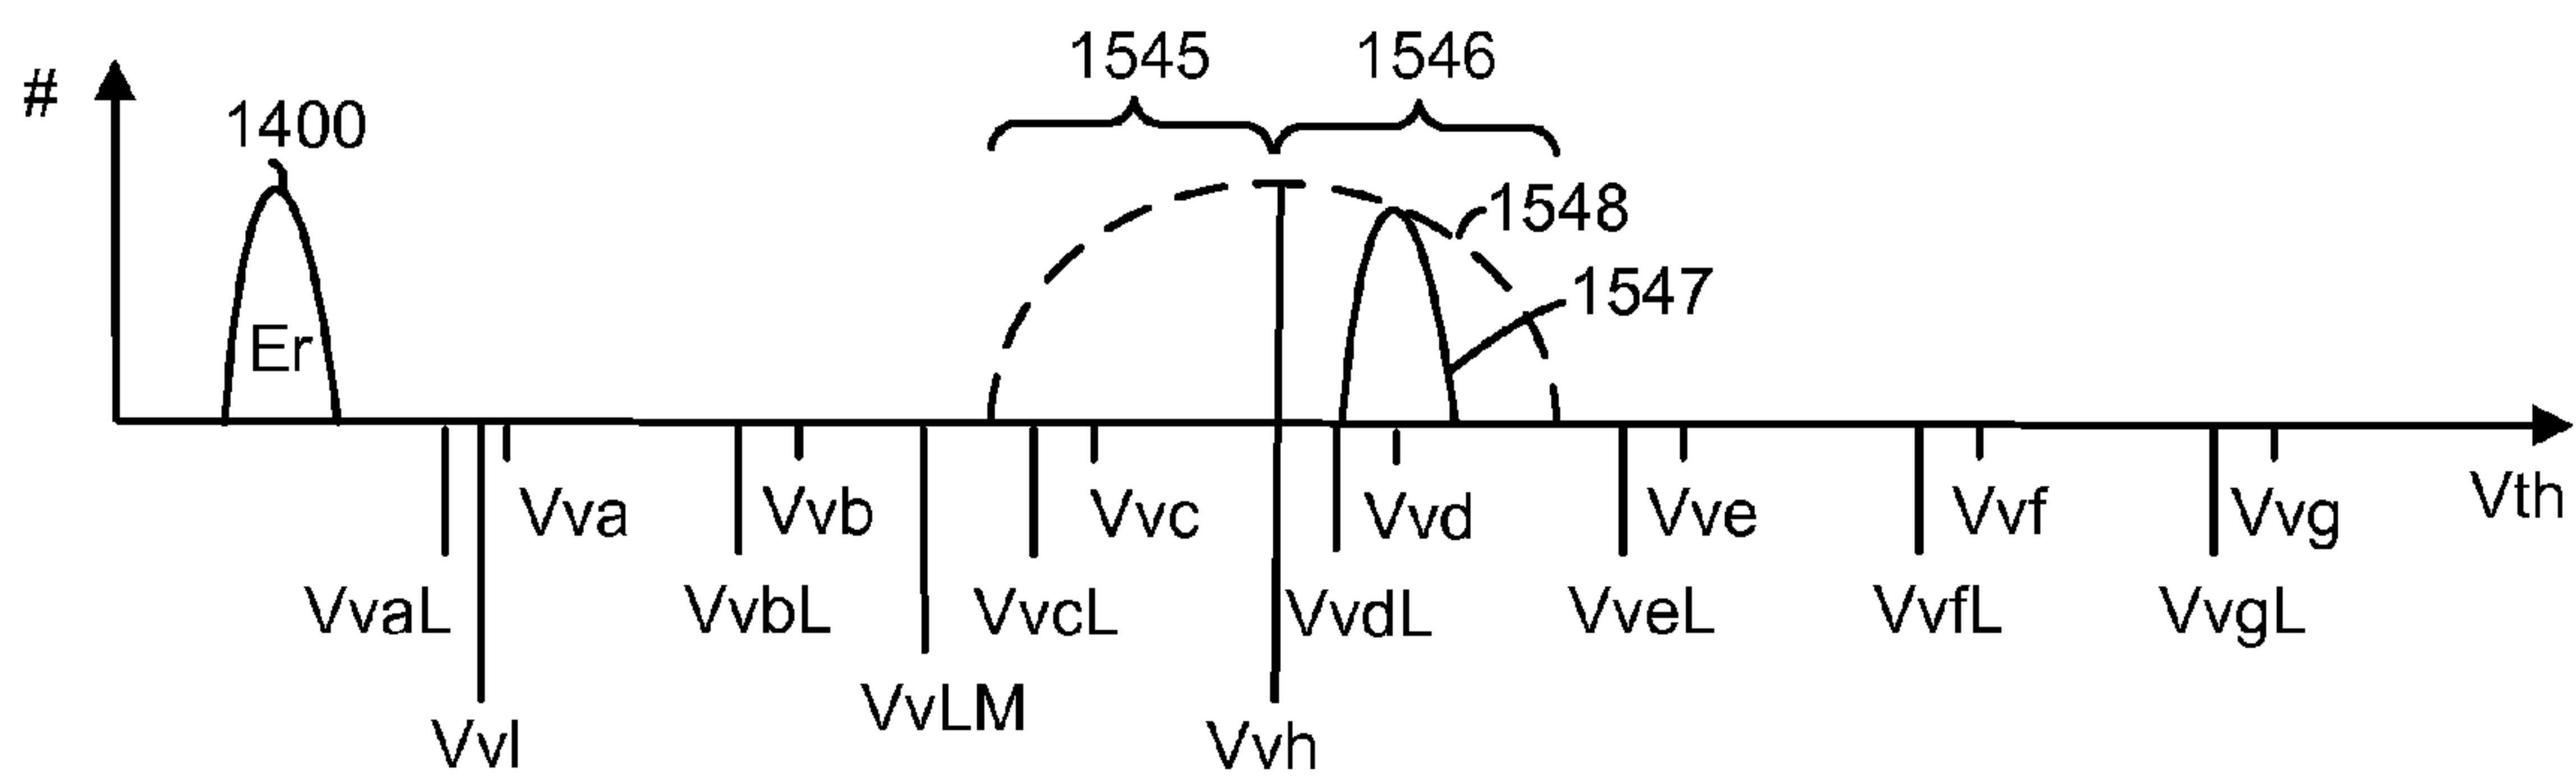 1545 1546
#
1400
1548
1547
Er
Vva Vvb Vvc Vvd Vve Vvf Vvg Vth
VvaL VvbL VvcL VvdL VveL VvfL VvgL
VvLM
Vvl Vvh